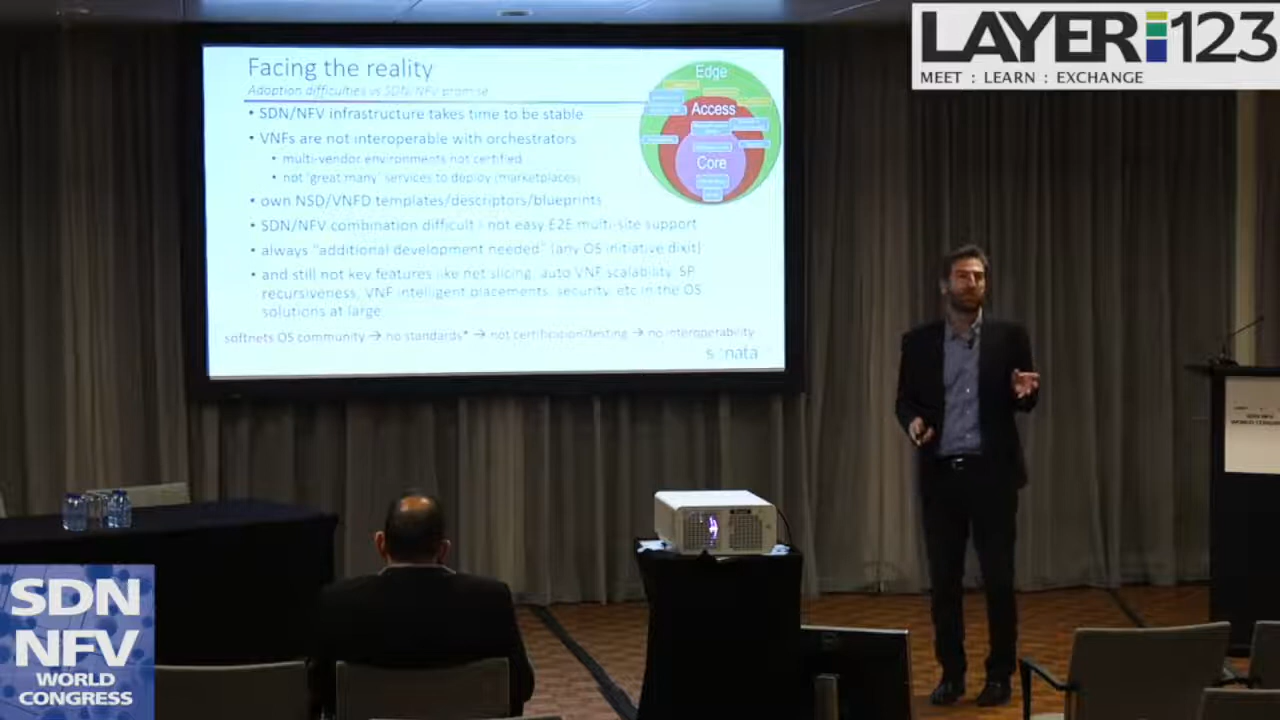 LAYER123
MEET : LEARN : EXCHANGE
Facing the reality
Adoption difficulties vs SDN/NFV promise
• SDN/NFV infrastructure takes time to be stable
• VNFs are not interoperable with orchestrators
• multi-vendor environments not certified
• not "great many" services to deploy (marketplaces)
• own NSD/VNFD templates/descriptors/blueprints
• SDN/NFV combination difficult / not easy E2E multi-site support
• always "additional development needed" (any OS initiative dixit)
• and still not key features like net slicing, auto VNF scalability, SP
recursiveness, VNF intelligent placements, security, etc in the OS
solutions at large
softnets OS community → no standards* → not certification/testing → no interoperability
Edge
Access
Core
SDN NFV
WORLD CONGRESS
SDN
NFV
WORLD
CONGRESS